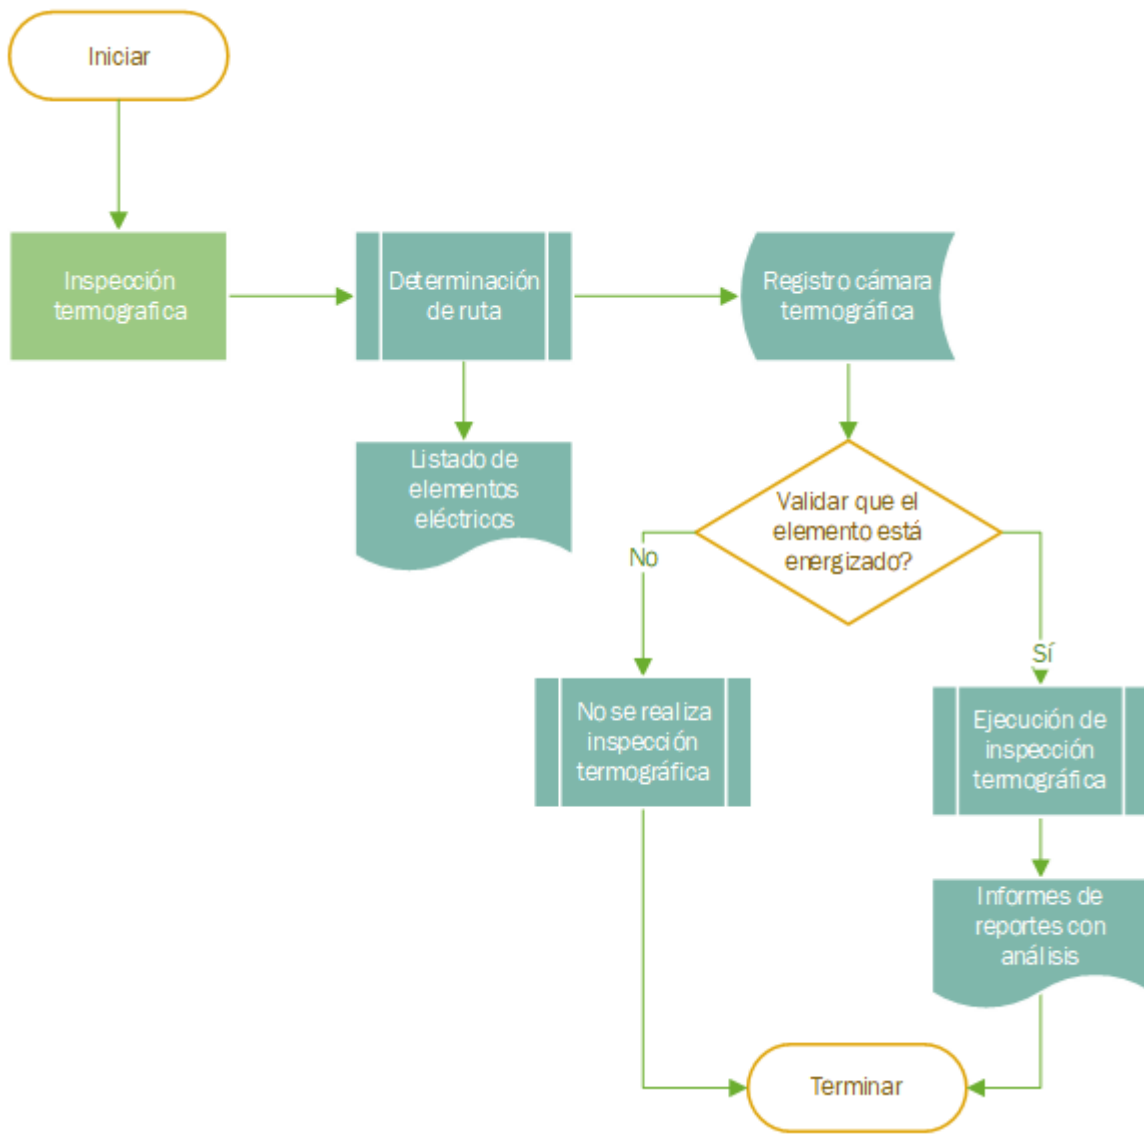 Iniciar
Inspección
termografica
Determinación
de ruta
Registro cámara
termográfica
Listado de
elementos
eléctricos
Validar que el
elemento está
energizado?
No
Sí
No se realiza
inspección
termográfica
Ejecución de
inspección
termográfica
Informes de
reportes con
análisis
Terminar